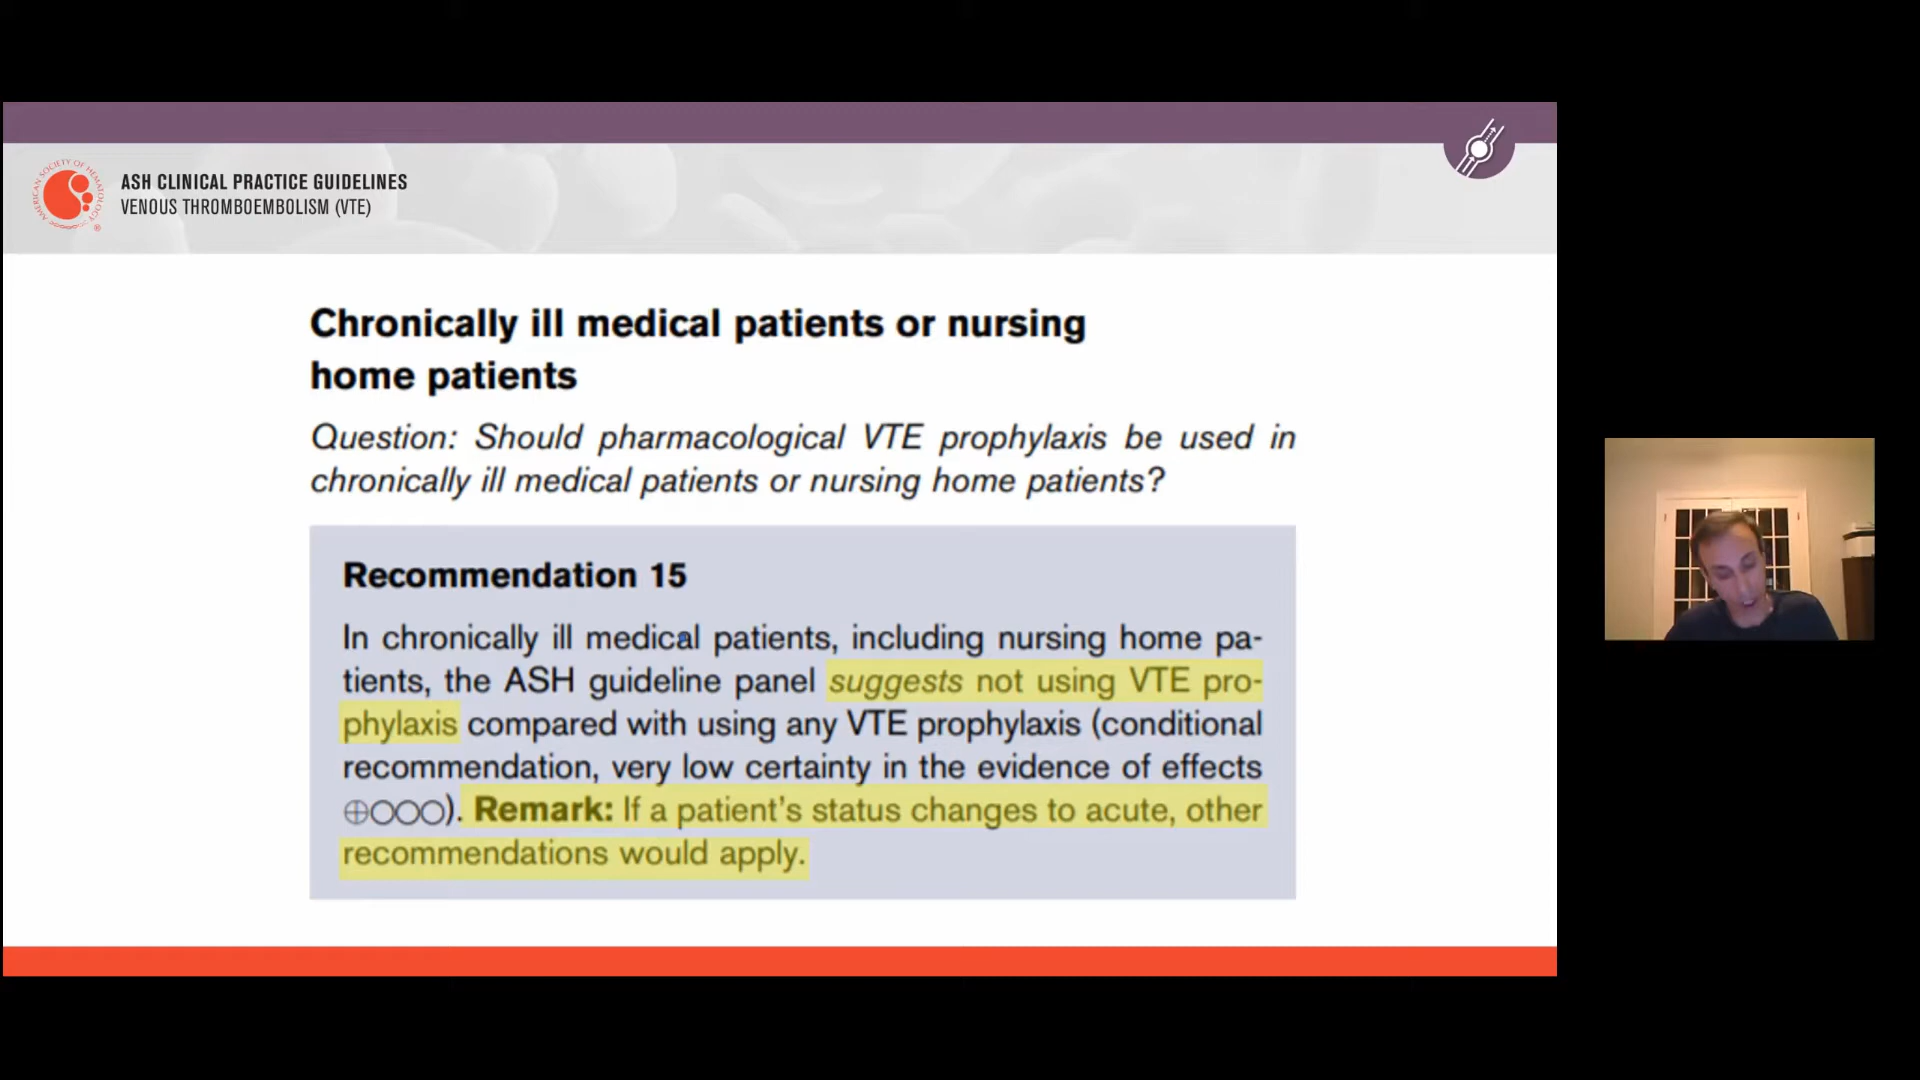 AMERICAN SOCIETY OF HEMATOLOGY
®
ASH CLINICAL PRACTICE GUIDELINES
VENOUS THROMBOEMBOLISM (VTE)
Chronically ill medical patients or nursing
home patients
Question: Should pharmacological VTE prophylaxis be used in
chronically ill medical patients or nursing home patients?
Recommendation 15
In chronically ill medical patients, including nursing home pa-
tients, the ASH guideline panel suggests not using VTE pro-
phylaxis compared with using any VTE prophylaxis (conditional
recommendation, very low certainty in the evidence of effects
⊕○○○). Remark: If a patient's status changes to acute, other
recommendations would apply.